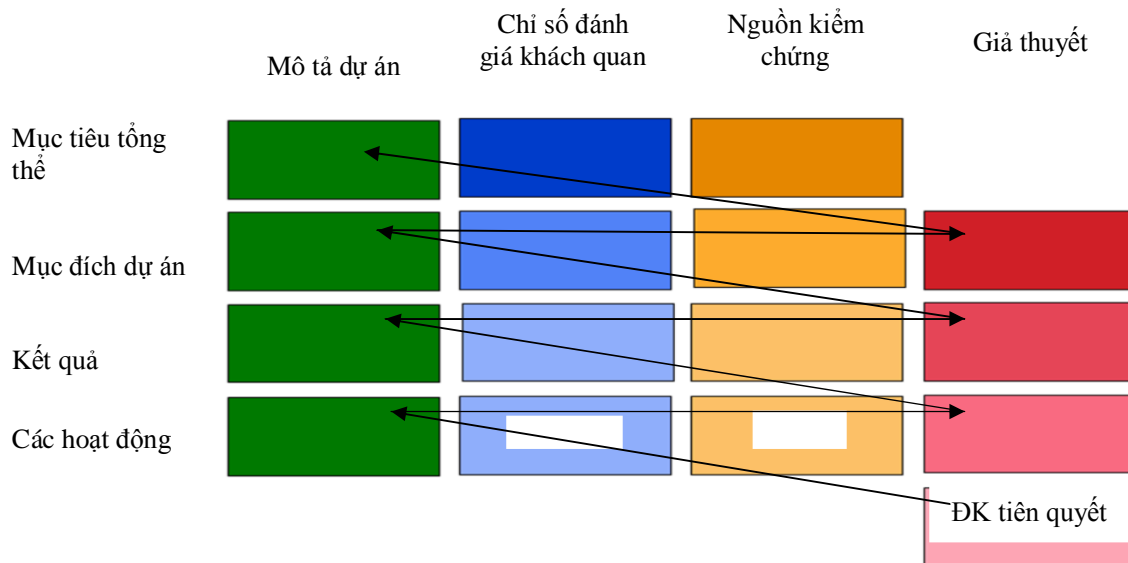 Mô tả dự án
Chỉ số đánh
giá khách quan
Nguồn kiểm
chứng
Giả thuyết
Mục tiêu tổng
thể
Mục đích dự án
Kết quả
Các hoạt động
ĐK tiên quyết